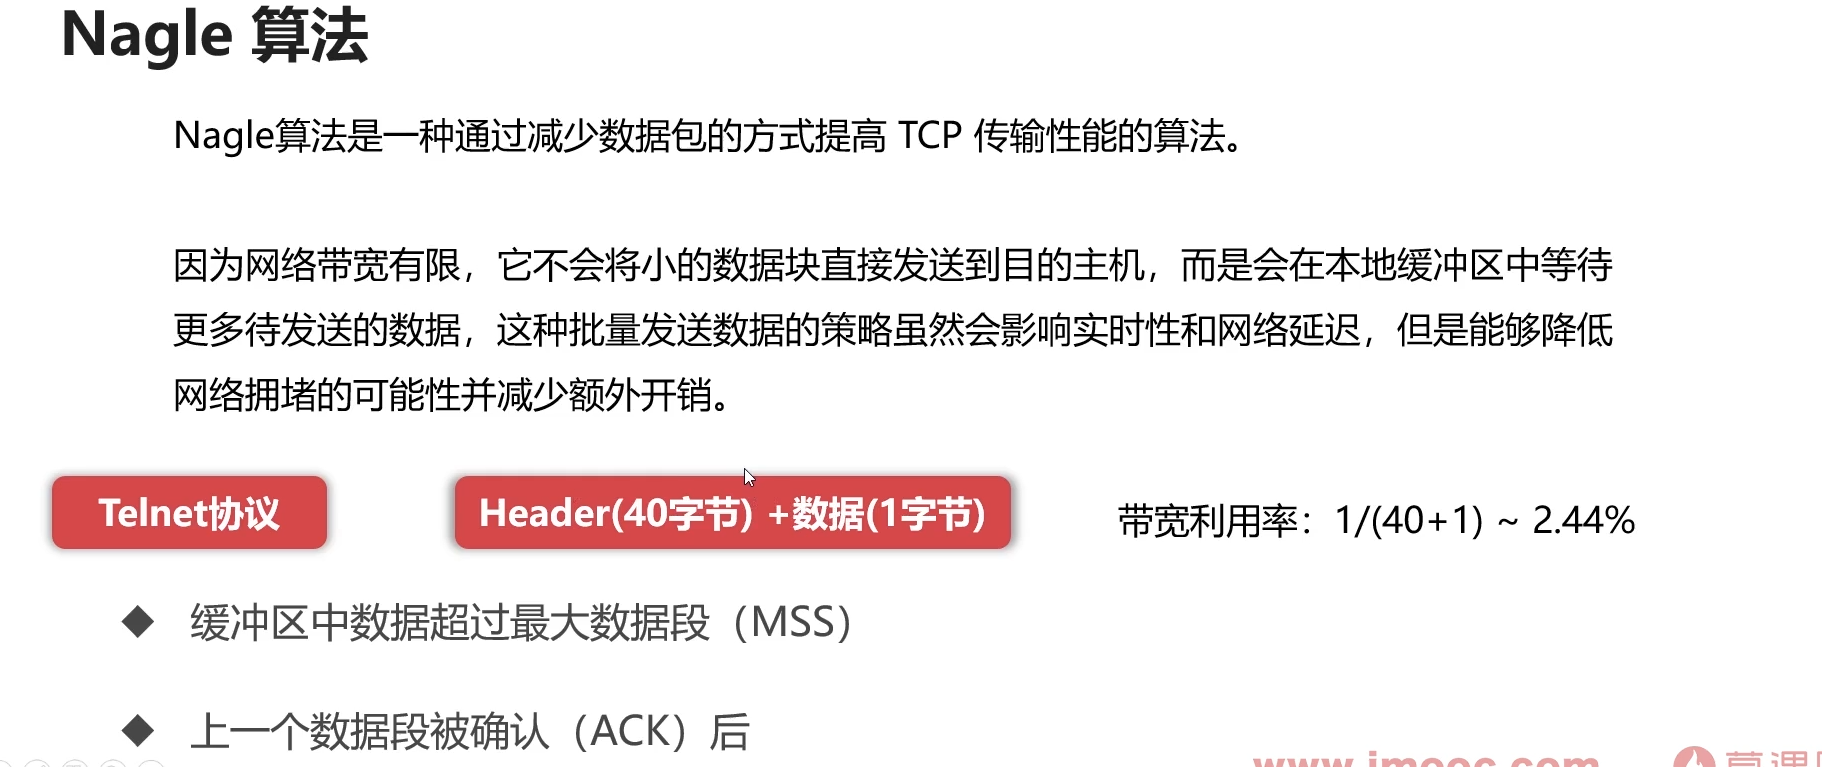 Nagle 算法
Nagle算法是一种通过减少数据包的方式提高 TCP 传输性能的算法。
因为网络带宽有限，它不会将小的数据块直接发送到目的主机，而是会在本地缓冲区中等待
更多待发送的数据，这种批量发送数据的策略虽然会影响实时性和网络延迟，但是能够降低
网络拥堵的可能性并减少额外开销。
Telnet协议
Header(40字节) +数据(1字节)
带宽利用率：1/(40+1) ~ 2.44%
◆ 缓冲区中数据超过最大数据段（MSS）
◆ 上一个数据段被确认（ACK）后
www.imooc.com
慕课